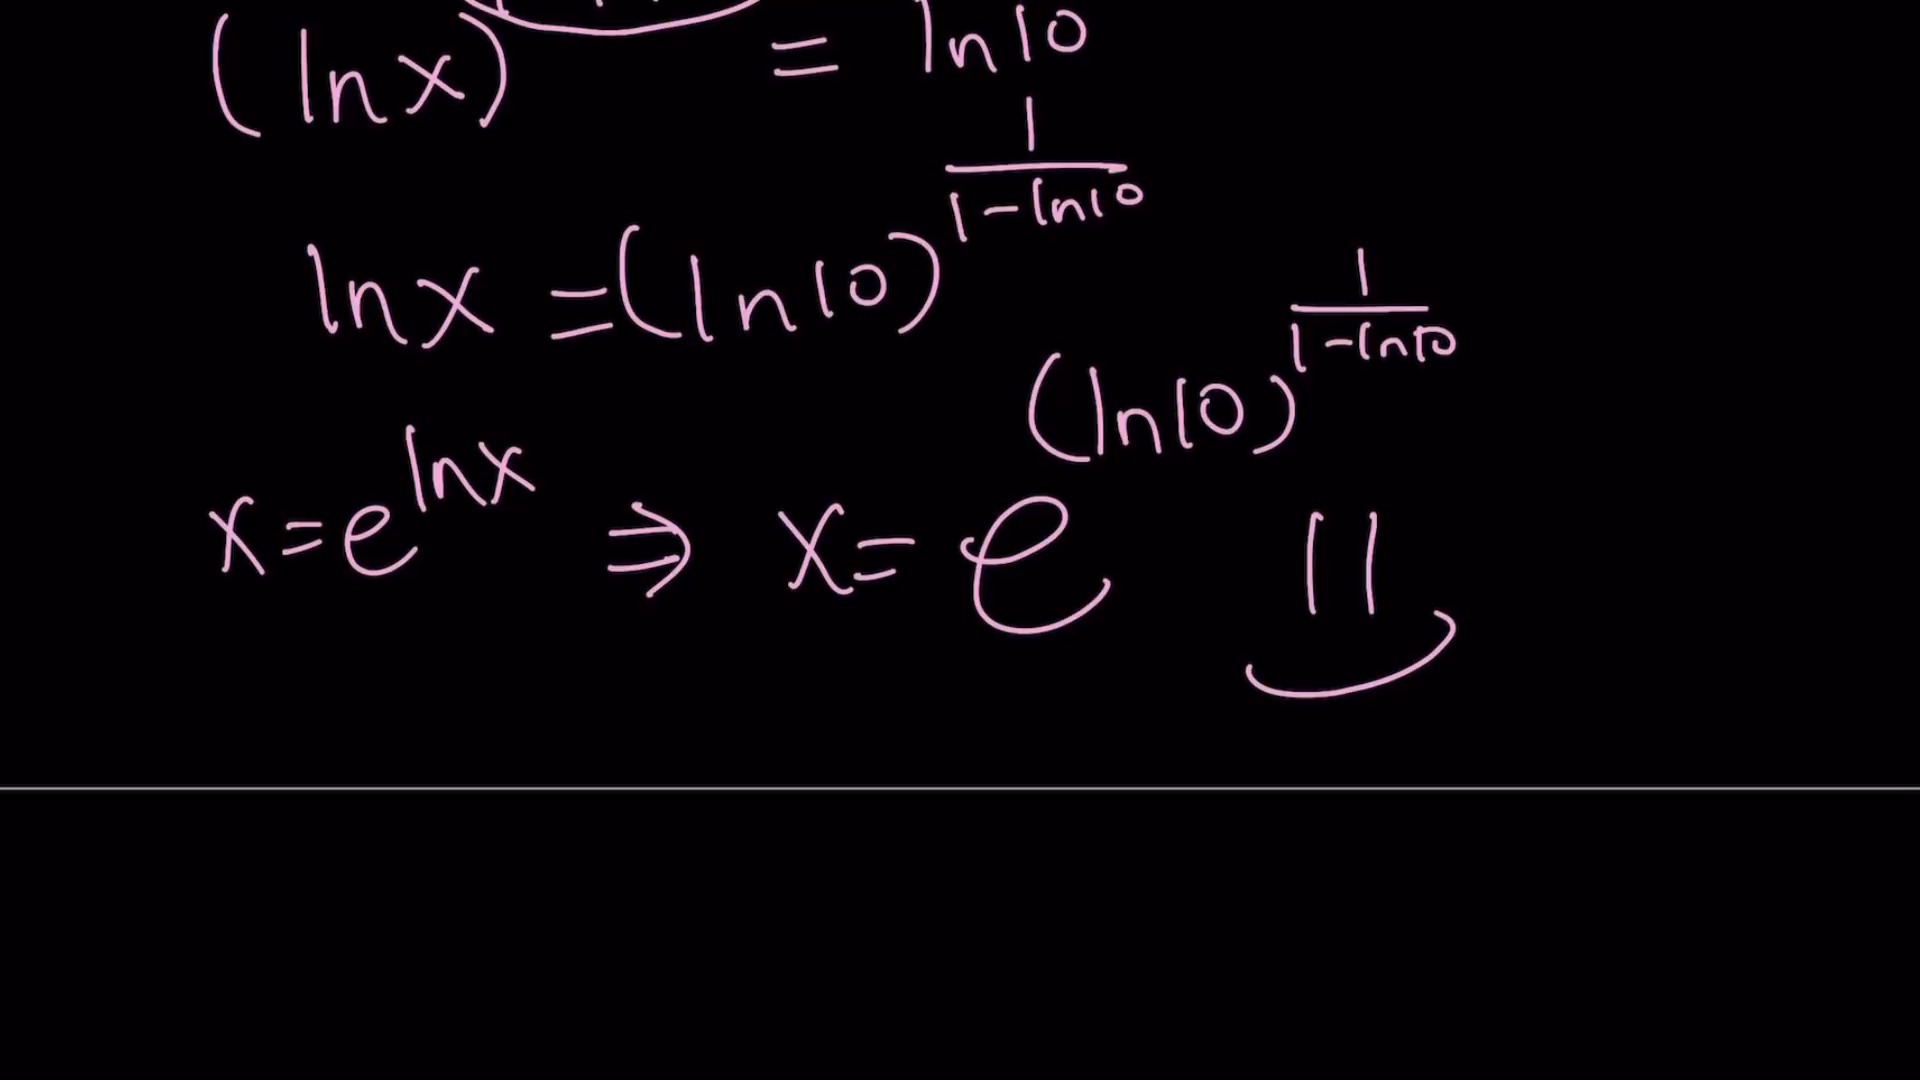 (ln x) = ln 10
ln x = (ln 10)^(1/(1 - ln 10))
x = e^(ln x) ⇒ x = e^((ln 10)^(1/(1 - ln 10)))